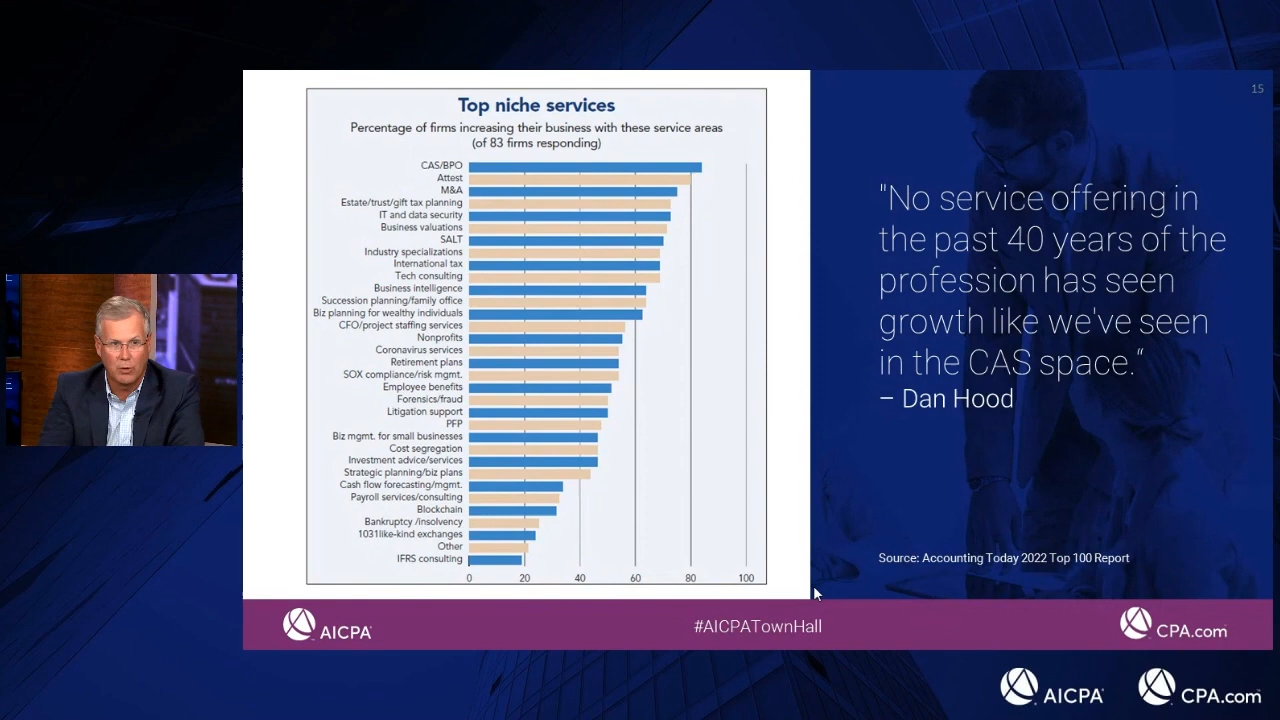 Top niche services
Percentage of firms increasing their business with these service areas
(of 83 firms responding)
CAS/BPO
Attest
M&A
Estate/trust/gift tax planning
IT and data security
Business valuations
SALT
Industry specializations
International tax
Tech consulting
Business intelligence
Succession planning/family office
Biz planning for wealthy individuals
CFO/project staffing services
Nonprofits
Coronavirus services
Retirement plans
SOX compliance/risk mgmt.
Employee benefits
Forensics/fraud
Litigation support
PFP
Biz mgmt. for small businesses
Cost segregation
Investment advice/services
Strategic planning/biz plans
Cash flow forecasting/mgmt.
Payroll services/consulting
Blockchain
Bankruptcy /insolvency
1031like-kind exchanges
Other
IFRS consulting
0 20 40 60 80 100
15
"No service offering in
the past 40 years of the
profession has seen
growth like we've seen
in the CAS space.“
– Dan Hood
Source: Accounting Today 2022 Top 100 Report
AICPA
#AICPATownHall
CPA.com
AICPA
CPA.com